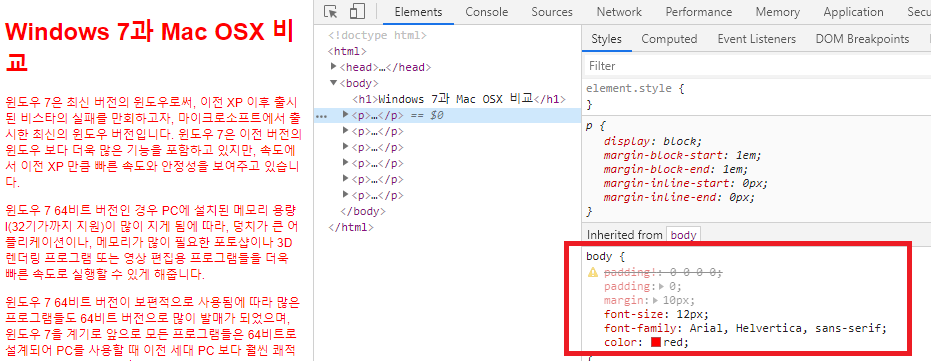 Windows 7과 Mac OSX 비
교
윈도우 7은 최신 버전의 윈도우로써, 이전 XP 이후 출시
된 비스타의 실패를 만회하고자, 마이크로소프트에서 출
시한 최신의 윈도우 버전입니다. 윈도우 7은 이전 버전의
윈도우 보다 더욱 많은 기능을 포함하고 있지만, 속도에
서 이전 XP 만큼 빠른 속도와 안정성을 보여주고 있습니
다.
윈도우 7 64비트 버전인 경우 PC에 설치된 메모리 용량
I(32기가까지 지원)이 많이 지게 됨에 따라, 덩치가 큰 어
플리케이션이나, 메모리가 많이 필요한 포토샵이나 3D
렌더링 프로그램 또는 영상 편집용 프로그램들을 더욱
빠른 속도로 실행할 수 있게 해줍니다.
윈도우 7 64비트 버전이 보편적으로 사용됨에 따라 많은
프로그램들도 64비트 버전으로 많이 발매가 되었으며,
윈도우 7을 계기로 앞으로 모든 프로그램들은 64비트로
설계되어 PC를 사용할 때 이전 세대 PC 보다 훨씬 쾌적
Elements Console Sources Network Performance Memory Application Secu
<!doctype html>
<html>
<head>…</head>
<body>
<h1>Windows 7과 Mac OSX 비교</h1>
… <p>…</p> == $0
<p>…</p>
<p>…</p>
<p>…</p>
<p>…</p>
<p>…</p>
</body>
</html>
Styles Computed Event Listeners DOM Breakpoints
Filter
element.style {
}
p {
display: block;
margin-block-start: 1em;
margin-block-end: 1em;
margin-inline-start: 0px;
margin-inline-end: 0px;
}
Inherited from body
body {
padding!: 0 0 0 0;
padding: 0;
margin: 10px;
font-size: 12px;
font-family: Arial, Helvertica, sans-serif;
color: red;